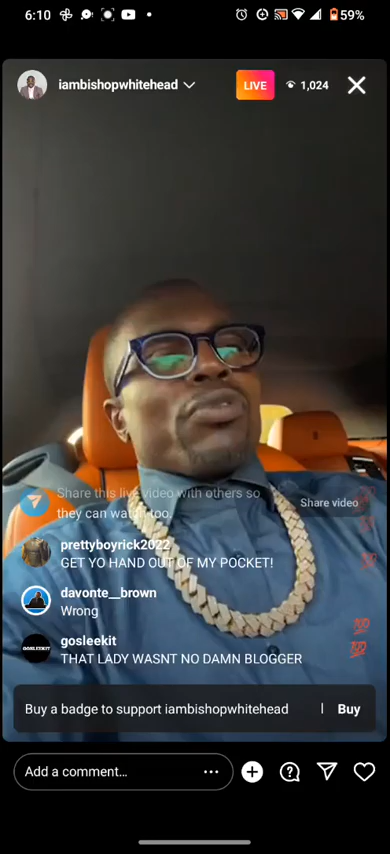 6:10
59%
iambishopwhitehead
LIVE
1,024
Share this live video with others so
they can watch too.
Share video
prettyboyrick2022
GET YO HAND OUT OF MY POCKET!
davonte__brown
Wrong
gosleekit
THAT LADY WASNT NO DAMN BLOGGER
Buy a badge to support iambishopwhitehead
Buy
Add a comment...